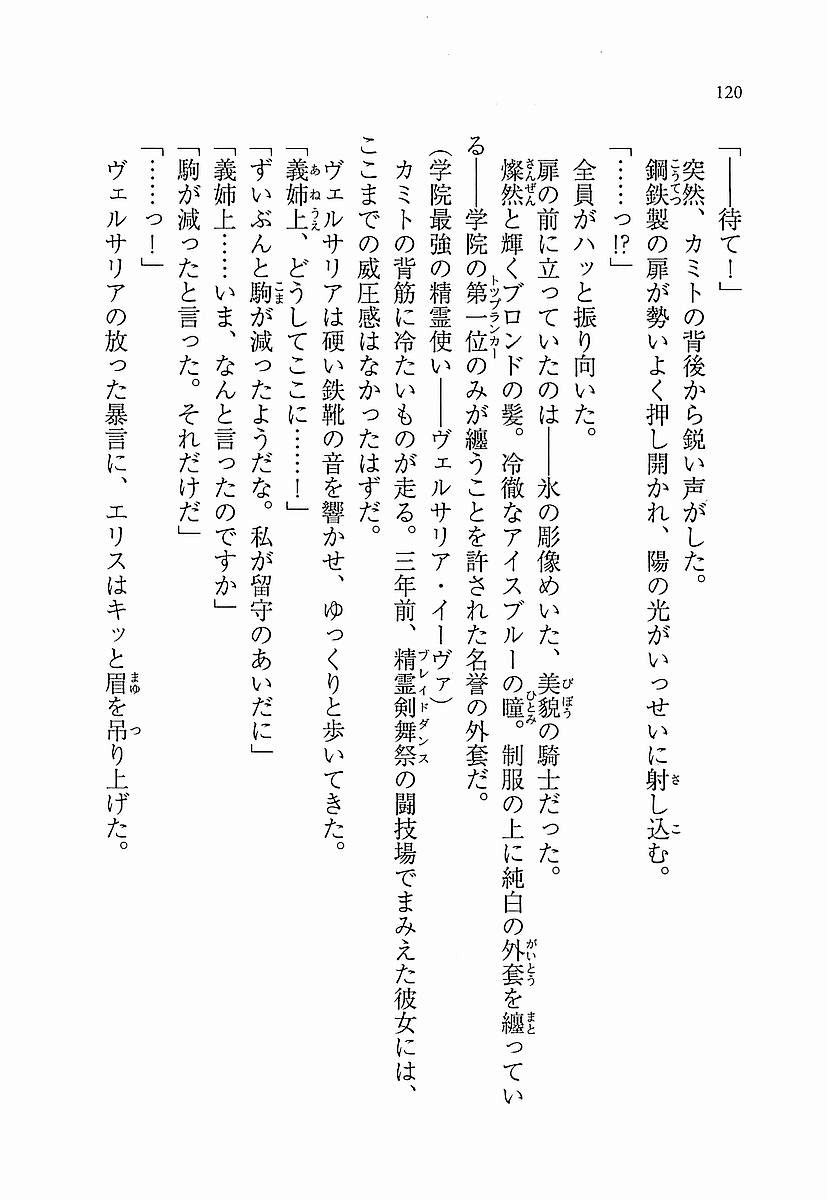 120
「――待て！」
突然、カミトの背後から鋭い声がした。
鋼鉄製の扉が勢いよく押し開かれ、陽の光がいっせいに射し込む。
「……っ!?」
全員がハッと振り向いた。
扉の前に立っていたのは――氷の彫像めいた、美貌の騎士だった。
燦然と輝くブロンドの髪。冷徹なアイスブルーの瞳。制服の上に純白の外套を纏ってい
る――学院の第一位のみが纏うことを許された名誉の外套だ。
(学院最強の精霊使い――ヴェルサリア・イーヴァ)
カミトの背筋に冷たいものが走る。三年前、精霊剣舞祭の闘技場でまみえた彼女には、
ここまでの威圧感はなかったはずだ。
ヴェルサリアは硬い鉄靴の音を響かせ、ゆっくりと歩いてきた。
「義姉上、どうしてここに……！」
「ずいぶんと駒が減ったようだな。私が留守のあいだに」
「義姉上……いま、なんと言ったのですか」
「駒が減ったと言った。それだけだ」
「……っ！」
ヴェルサリアの放った暴言に、エリスはキッと眉を吊り上げた。